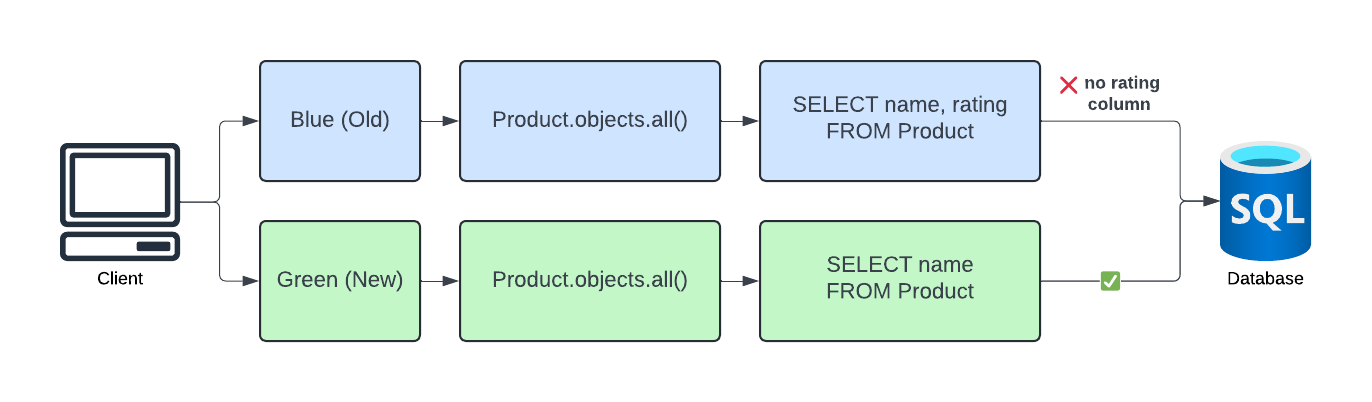 Client
Blue (Old)
Product.objects.all()
SELECT name, rating
FROM Product
❌ no rating
column
Green (New)
Product.objects.all()
SELECT name
FROM Product
✅
SQL
Database